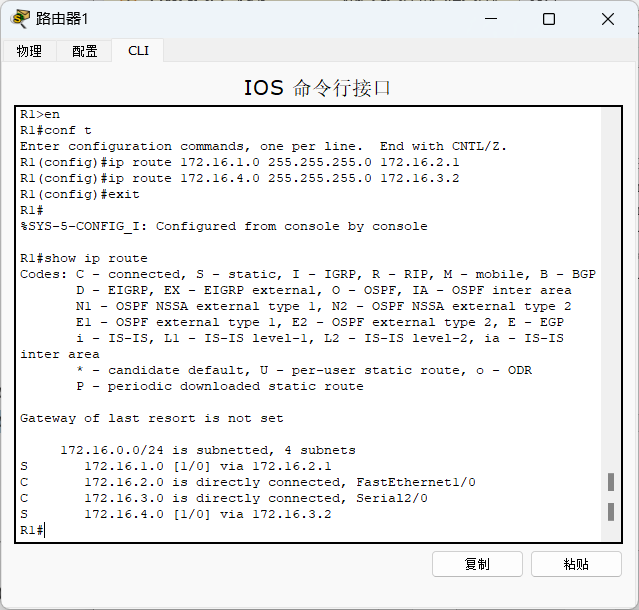 路由器1
物理 配置 CLI
IOS 命令行接口
R1>en
R1#conf t
Enter configuration commands, one per line.  End with CNTL/Z.
R1(config)#ip route 172.16.1.0 255.255.255.0 172.16.2.1
R1(config)#ip route 172.16.4.0 255.255.255.0 172.16.3.2
R1(config)#exit
R1#
%SYS-5-CONFIG_I: Configured from console by console
R1#show ip route
Codes: C - connected, S - static, I - IGRP, R - RIP, M - mobile, B - BGP
       D - EIGRP, EX - EIGRP external, O - OSPF, IA - OSPF inter area
       N1 - OSPF NSSA external type 1, N2 - OSPF NSSA external type 2
       E1 - OSPF external type 1, E2 - OSPF external type 2, E - EGP
       i - IS-IS, L1 - IS-IS level-1, L2 - IS-IS level-2, ia - IS-IS
inter area
       * - candidate default, U - per-user static route, o - ODR
       P - periodic downloaded static route
Gateway of last resort is not set
     172.16.0.0/24 is subnetted, 4 subnets
S       172.16.1.0 [1/0] via 172.16.2.1
C       172.16.2.0 is directly connected, FastEthernet1/0
C       172.16.3.0 is directly connected, Serial2/0
S       172.16.4.0 [1/0] via 172.16.3.2
R1#
复制 粘贴